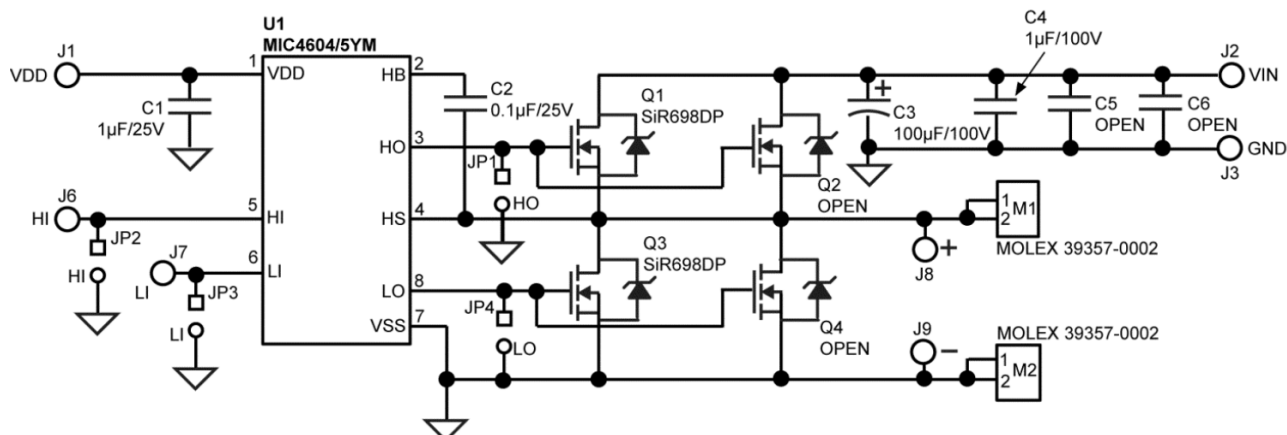 U1
MIC4604/5YM
J1
VDD
1
VDD
C1
1µF/25V
HB
2
C2
0.1µF/25V
HO
3
JP1
HO
Q1
SiR698DP
Q2
OPEN
C3
100µF/100V
C4
1µF/100V
C5
OPEN
C6
OPEN
J2
VIN
GND
J3
J6
HI
5
HI
JP2
HI
J7
LI
6
LI
JP3
LI
HS
4
LO
8
VSS
7
JP4
LO
Q3
SiR698DP
Q4
OPEN
J8
1
2
M1
MOLEX 39357-0002
J9
MOLEX 39357-0002
1
2
M2